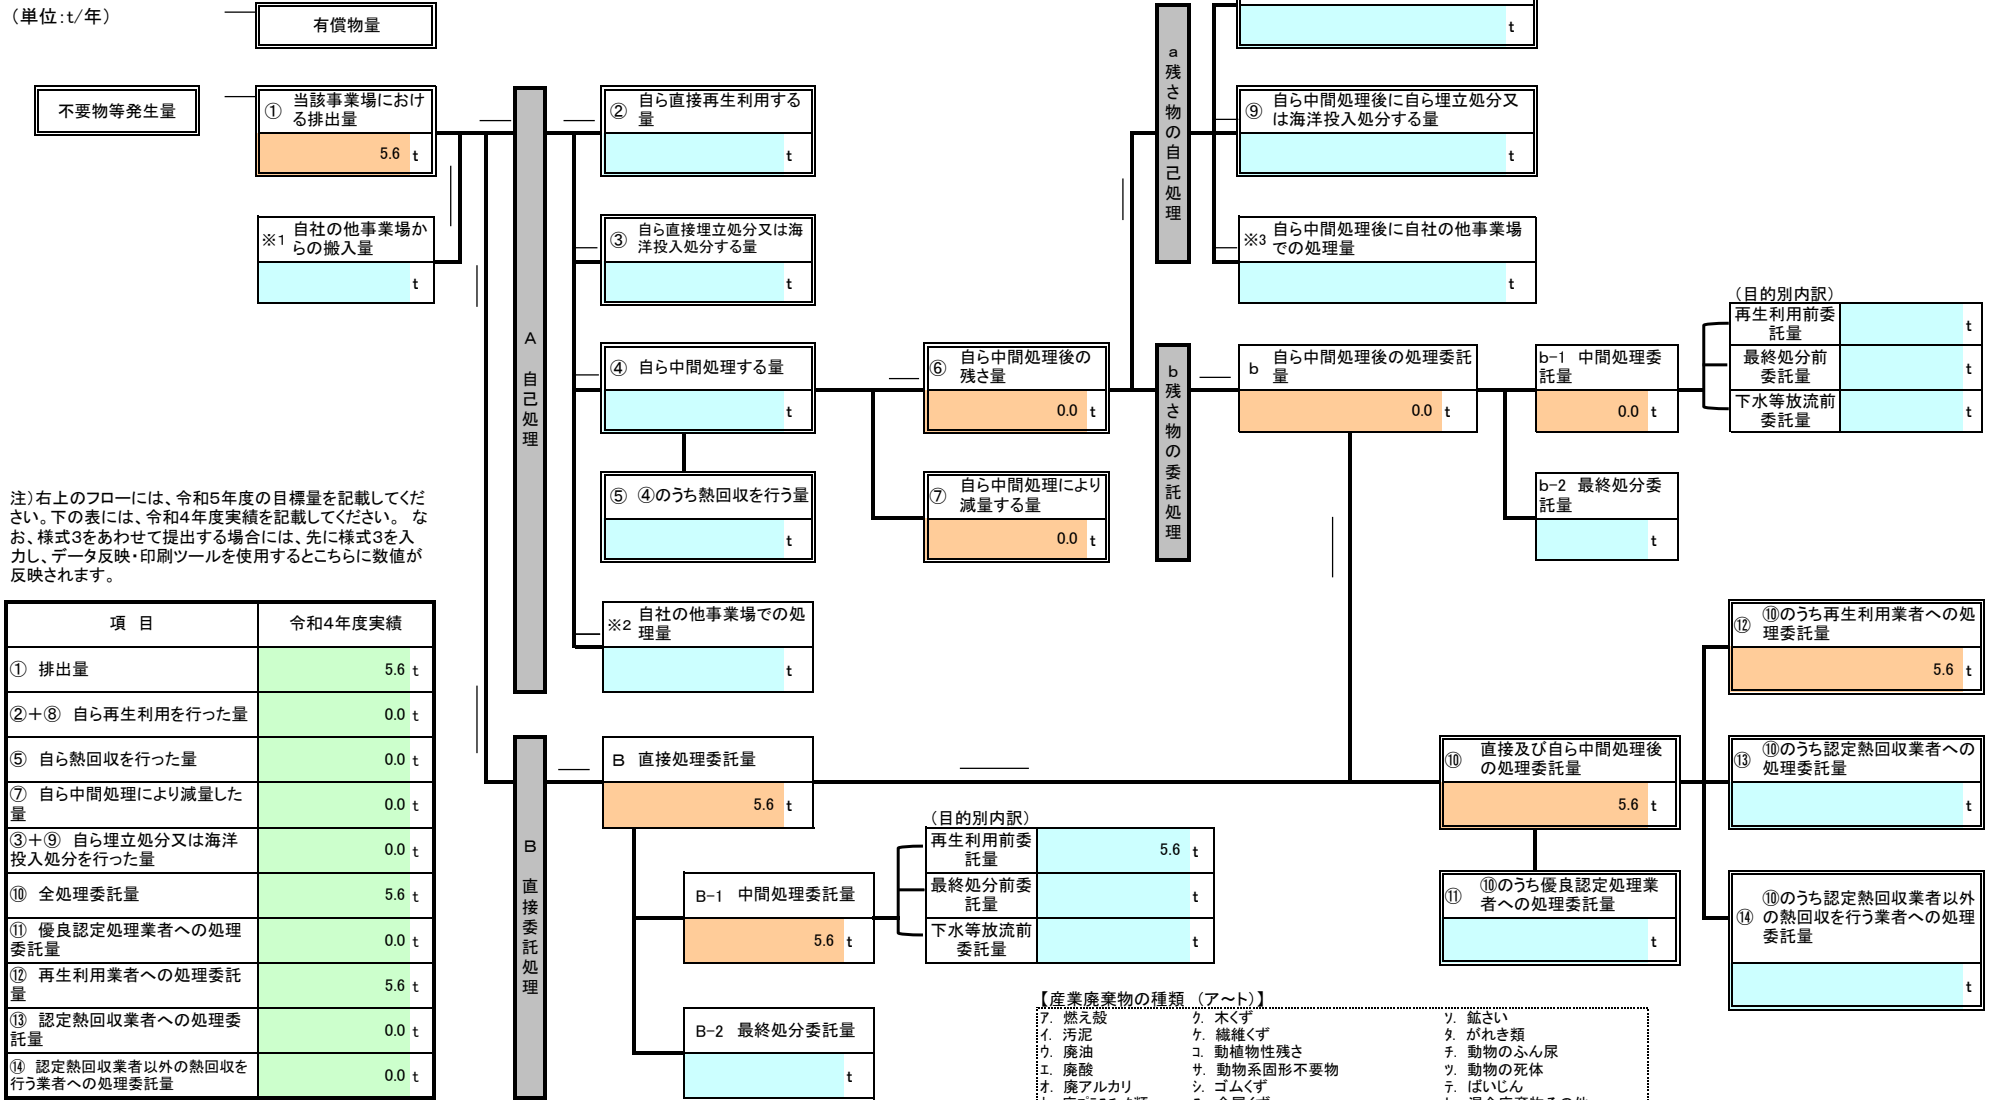 （単位：t/年）
有償物量
t
不要物等発生量
① 当該事業場におけ
る排出量
5.6 t
※1 自社の他事業場か
らの搬入量
t
A 自己処理
② 自ら直接再生利用する
量
t
③ 自ら直接埋立処分又は海
洋投入処分する量
t
④ 自ら中間処理する量
t
⑤ ④のうち熱回収を行う量
t
※2 自社の他事業場での処
理量
t
⑥ 自ら中間処理後の
残さ量
0.0 t
⑦ 自ら中間処理により
減量する量
0.0 t
a 残さ物の自己処理
⑨ 自ら中間処理後に自ら埋立処分又
は海洋投入処分する量
t
※3 自ら中間処理後に自社の他事業場
での処理量
t
b 残さ物の委託処理
b 自ら中間処理後の処理委託
量
0.0 t
b-1 中間処理委
託量
0.0 t
b-2 最終処分委
託量
t
（目的別内訳）
再生利用前委
託量
t
最終処分前
委託量
t
下水等放流前
委託量
t
注）右上のフローには、令和5年度の目標量を記載してくだ
さい。下の表には、令和4年度実績を記載してください。 な
お、様式3をあわせて提出する場合には、先に様式3を入
力し、データ反映・印刷ツールを使用するとこちらに数値が
反映されます。
項 目 令和4年度実績
① 排出量 5.6 t
②＋⑧ 自ら再生利用を行った量 0.0 t
⑤ 自ら熱回収を行った量 0.0 t
⑦ 自ら中間処理により減量した
量 0.0 t
③＋⑨ 自ら埋立処分又は海洋
投入処分を行った量 0.0 t
⑩ 全処理委託量 5.6 t
⑪ 優良認定処理業者への処理
委託量 0.0 t
⑫ 再生利用業者への処理委託
量 5.6 t
⑬ 認定熱回収業者への処理委
託量 0.0 t
⑭ 認定熱回収業者以外の熱回収を
行う業者への処理委託量 0.0 t
B 直接委託処理
B 直接処理委託量
5.6 t
B-1 中間処理委託量
5.6 t
B-2 最終処分委託量
t
（目的別内訳）
再生利用前委
託量
5.6 t
最終処分前委
託量
t
下水等放流前
委託量
t
⑩ 直接及び自ら中間処理後
の処理委託量
5.6 t
⑪ ⑩のうち優良認定処理業
者への処理委託量
t
⑫ ⑩のうち再生利用業者への処
理委託量
5.6 t
⑬ ⑩のうち認定熱回収業者への
処理委託量
t
⑭ ⑩のうち認定熱回収業者以外
の熱回収を行う業者への処理
委託量
t
【産業廃棄物の種類 （ア～ト）】
ア. 燃え殻 ク. 木くず ソ. 鉱さい
イ. 汚泥 ケ. 繊維くず タ. がれき類
ウ. 廃油 コ. 動植物性残さ チ. 動物のふん尿
エ. 廃酸 サ. 動物系固形不要物 ツ. 動物の死体
オ. 廃アルカリ シ. ゴムくず テ. ばいじん